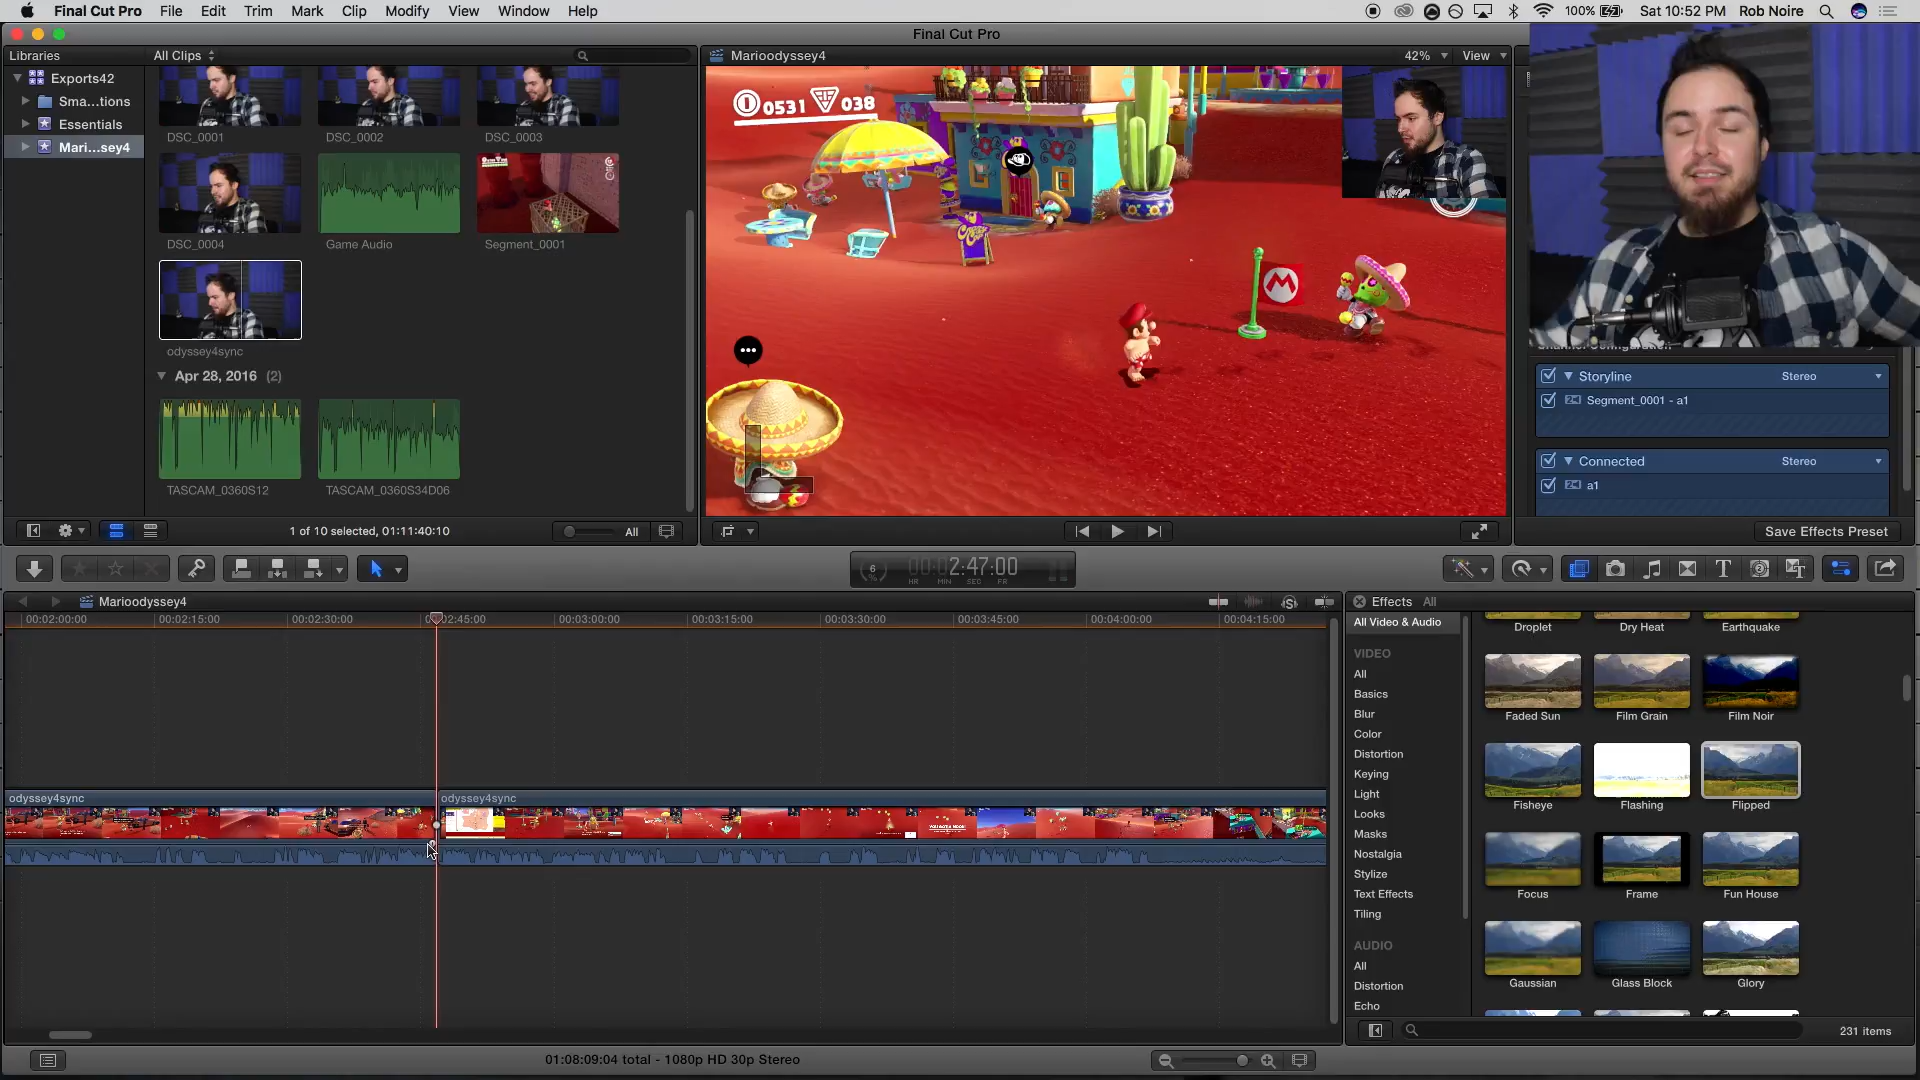 Final Cut Pro File Edit Trim Mark Clip Modify View Window Help 100% Sat 10:52 PM Rob Noire
Final Cut Pro
Libraries All Clips
Marioodyssey4 42% View
Exports42
Sma...tions
Essentials
Mari...sey4
DSC_0001 DSC_0002 DSC_0003
DSC_0004 Game Audio Segment_0001
odyssey4sync
Apr 28, 2016 (2)
TASCAM_0360S12 TASCAM_0360S34D06
1 of 10 selected, 01:11:40:10 All
0531 038
M
Storyline Stereo
Segment_0001 - a1
Connected Stereo
a1
Save Effects Preset
6 % 2:47:00
HR MIN SEC FR
Marioodyssey4
00:02:00:00 00:02:15:00 00:02:30:00 02:45:00 00:03:00:00 00:03:15:00 00:03:30:00 00:03:45:00 00:04:00:00 00:04:15:00
odyssey4sync odyssey4sync
01:08:09:04 total - 1080p HD 30p Stereo
Effects All
All Video & Audio
VIDEO
All
Basics
Blur
Color
Distortion
Keying
Light
Looks
Masks
Nostalgia
Stylize
Text Effects
Tiling
AUDIO
All
Distortion
Echo
Droplet Dry Heat Earthquake
Faded Sun Film Grain Film Noir
Fisheye Flashing Flipped
Focus Frame Fun House
Gaussian Glass Block Glory
231 items